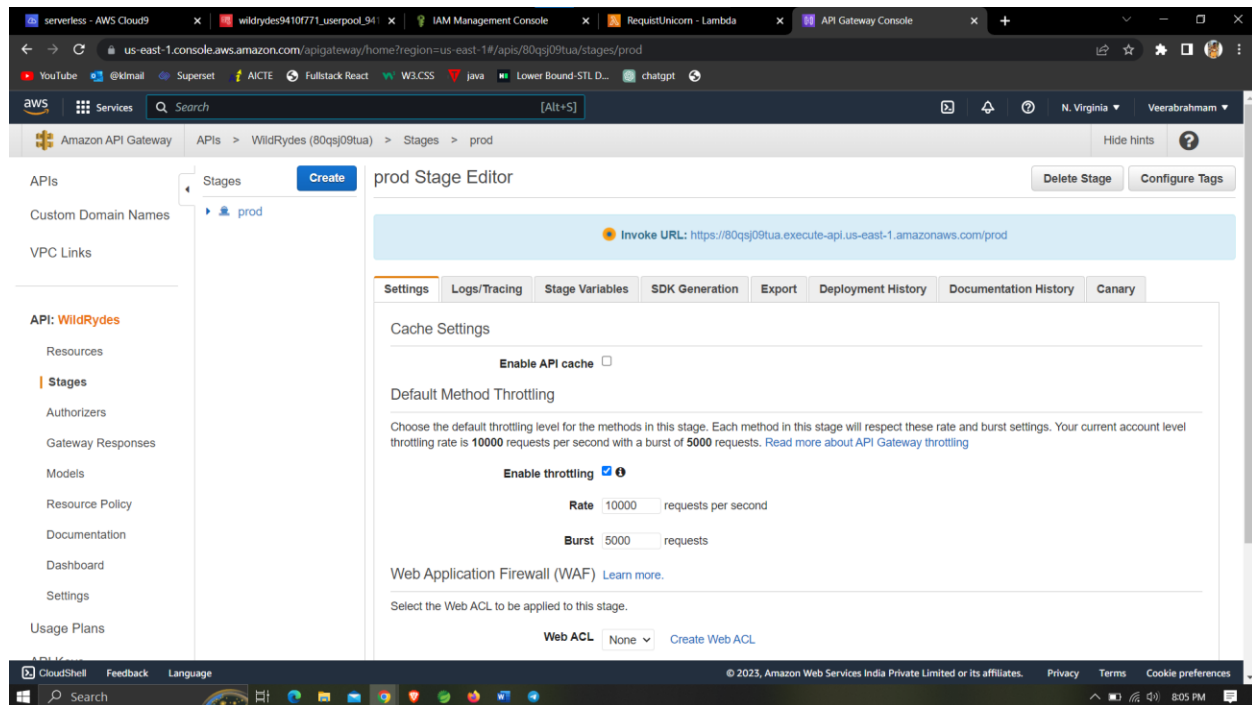 serverless - AWS Cloud9
wildrydes9410f771_userpool_941
IAM Management Console
RequistUnicorn - Lambda
API Gateway Console
us-east-1.console.aws.amazon.com/apigateway/home?region=us-east-1#/apis/80qsj09tua/stages/prod
YouTube @klmail Superset AICTE Fullstack React W3.CSS java Lower Bound-STL D... chatgpt
aws Services Search [Alt+S] N. Virginia Veerabrahmam
Amazon API Gateway APIs > WildRydes (80qsj09tua) > Stages > prod Hide hints
APIs
Custom Domain Names
VPC Links
API: WildRydes
Resources
Stages
Authorizers
Gateway Responses
Models
Resource Policy
Documentation
Dashboard
Settings
Usage Plans
API Keys
Stages Create
prod
prod Stage Editor Delete Stage Configure Tags
Invoke URL: https://80qsj09tua.execute-api.us-east-1.amazonaws.com/prod
Settings Logs/Tracing Stage Variables SDK Generation Export Deployment History Documentation History Canary
Cache Settings
Enable API cache
Default Method Throttling
Choose the default throttling level for the methods in this stage. Each method in this stage will respect these rate and burst settings. Your current account level
throttling rate is 10000 requests per second with a burst of 5000 requests. Read more about API Gateway throttling
Enable throttling
Rate 10000 requests per second
Burst 5000 requests
Web Application Firewall (WAF) Learn more.
Select the Web ACL to be applied to this stage.
Web ACL None Create Web ACL
CloudShell Feedback Language © 2023, Amazon Web Services India Private Limited or its affiliates. Privacy Terms Cookie preferences
Search 8:05 PM